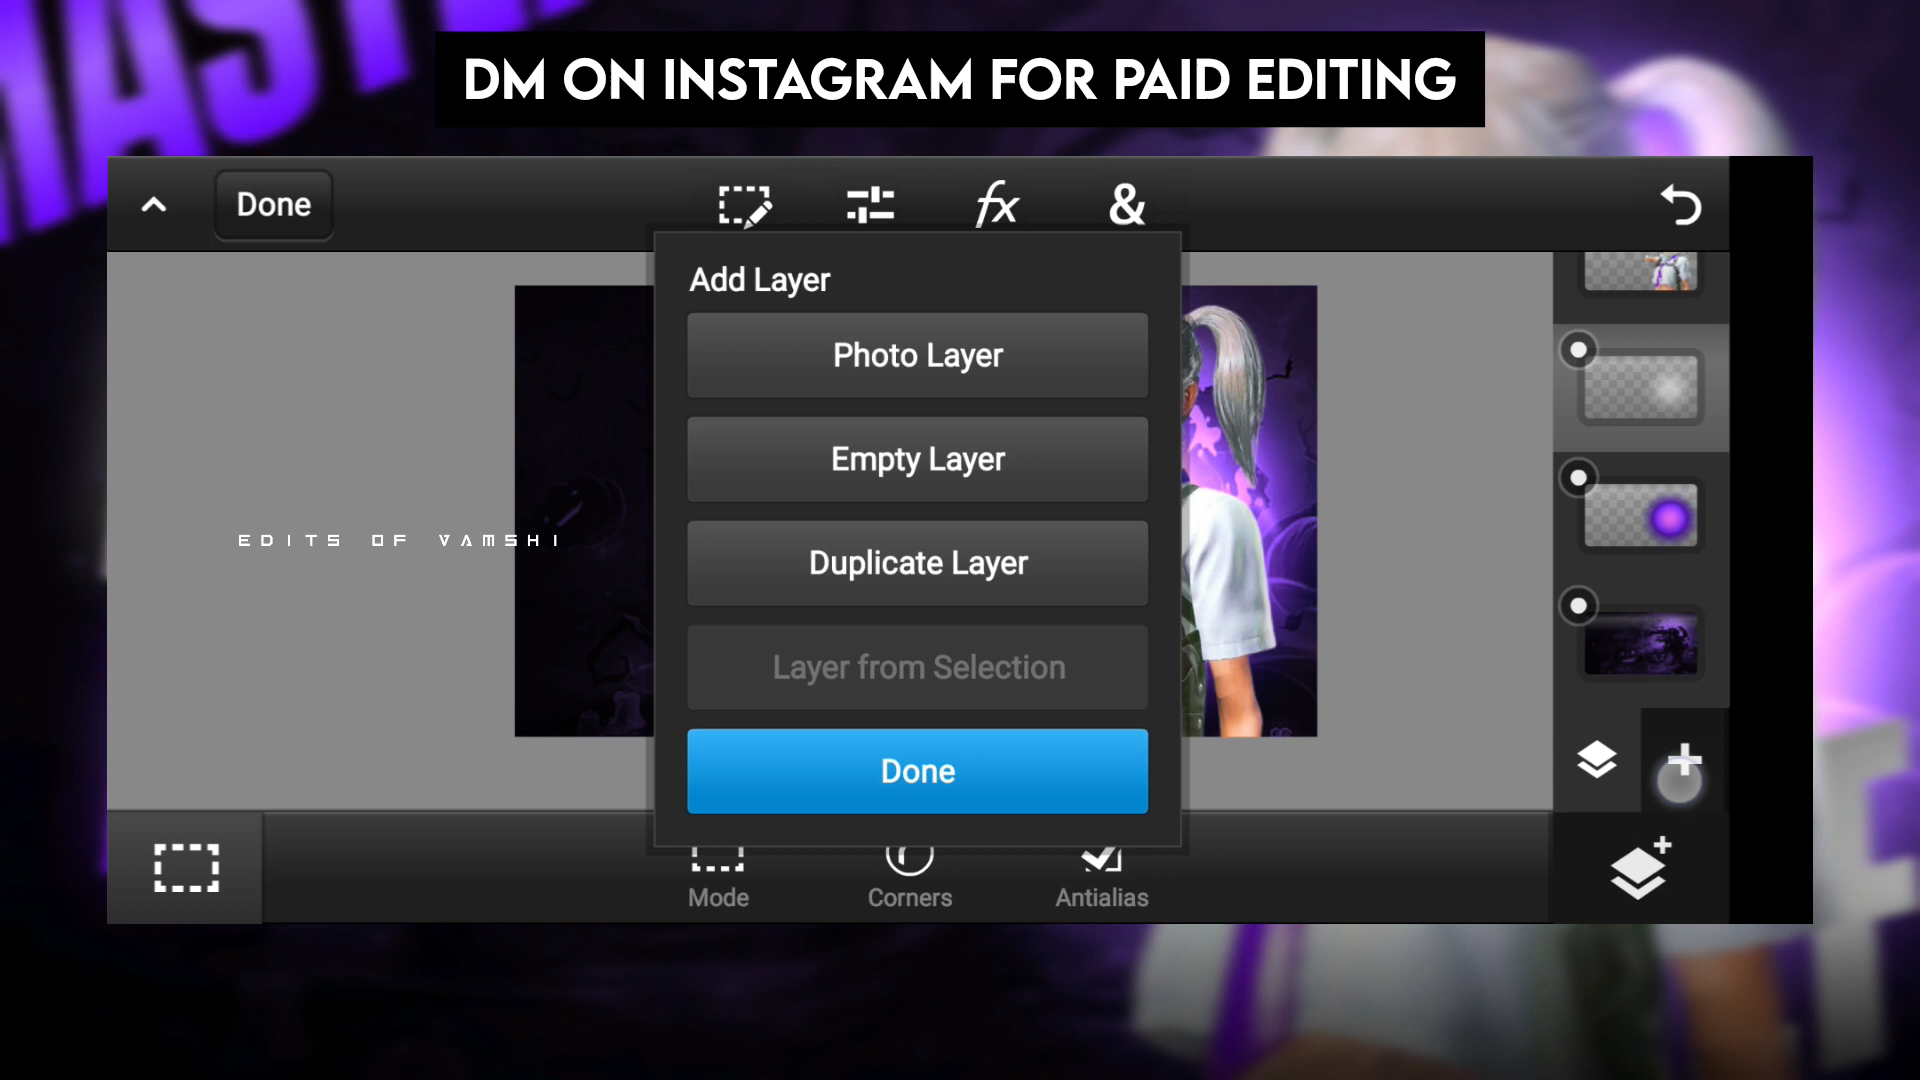 DM ON INSTAGRAM FOR PAID EDITING
Done
fx
&
Add Layer
Photo Layer
Empty Layer
Duplicate Layer
EDITS OF VAMSHI
Layer from Selection
Done
Mode
Corners
Antialias